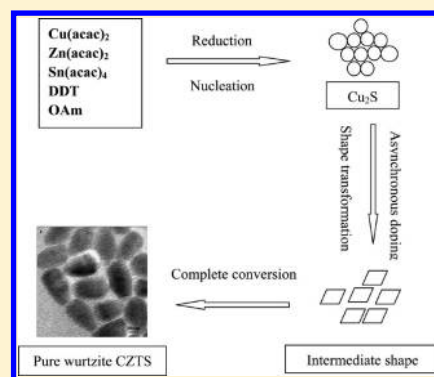 Cu(acac)₂
Zn(acac)₂
Sn(acac)₄
DDT
OAm
Reduction
Nucleation
Cu₂S
Asynchronous doping
Shape transformation
Intermediate shape
Complete conversion
Pure wurtzite CZTS